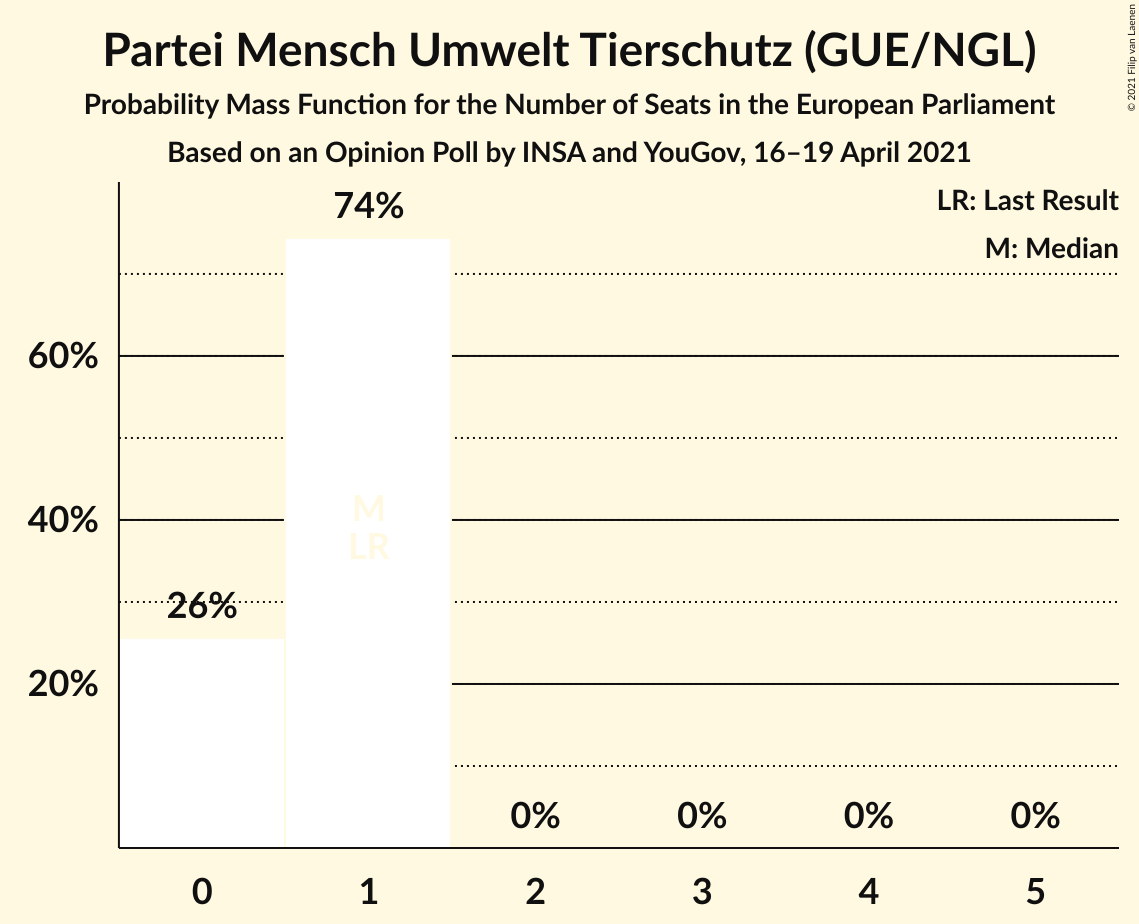 Partei Mensch Umwelt Tierschutz (GUE/NGL)
Probability Mass Function for the Number of Seats in the European Parliament
Based on an Opinion Poll by INSA and YouGov, 16–19 April 2021
© 2021 Filip van Laenen
LR: Last Result
M: Median
74%
60%
40%
20%
M
LR
26%
0%
0%
0%
0%
0
1
2
3
4
5